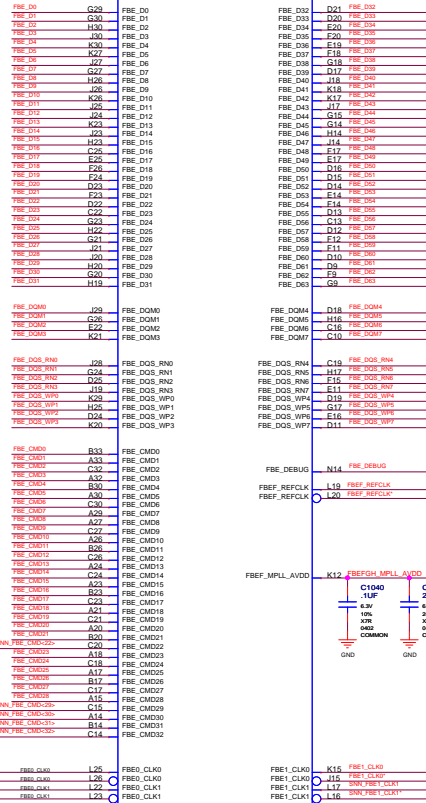 FBE_D0 G29 FBE_D0 FBE_D32 D21 FBE_D32
FBE_D1 G30 FBE_D1 FBE_D33 D20 FBE_D33
FBE_D2 H30 FBE_D2 FBE_D34 E20 FBE_D34
FBE_D3 J30 FBE_D3 FBE_D35 F20 FBE_D35
FBE_D4 K30 FBE_D4 FBE_D36 E19 FBE_D36
FBE_D5 K27 FBE_D5 FBE_D37 F18 FBE_D37
FBE_D6 J27 FBE_D6 FBE_D38 G18 FBE_D38
FBE_D7 G27 FBE_D7 FBE_D39 D17 FBE_D39
FBE_D8 H26 FBE_D8 FBE_D40 J18 FBE_D40
FBE_D9 J26 FBE_D9 FBE_D41 K18 FBE_D41
FBE_D10 K26 FBE_D10 FBE_D42 K17 FBE_D42
FBE_D11 J25 FBE_D11 FBE_D43 J17 FBE_D43
FBE_D12 J24 FBE_D12 FBE_D44 G15 FBE_D44
FBE_D13 K23 FBE_D13 FBE_D45 G14 FBE_D45
FBE_D14 J23 FBE_D14 FBE_D46 H14 FBE_D46
FBE_D15 H23 FBE_D15 FBE_D47 J14 FBE_D47
FBE_D16 C25 FBE_D16 FBE_D48 F17 FBE_D48
FBE_D17 E25 FBE_D17 FBE_D49 E17 FBE_D49
FBE_D18 F26 FBE_D18 FBE_D50 D16 FBE_D50
FBE_D19 F24 FBE_D19 FBE_D51 D15 FBE_D51
FBE_D20 D23 FBE_D20 FBE_D52 D14 FBE_D52
FBE_D21 F23 FBE_D21 FBE_D53 E14 FBE_D53
FBE_D22 D22 FBE_D22 FBE_D54 F14 FBE_D54
FBE_D23 C22 FBE_D23 FBE_D55 D13 FBE_D55
FBE_D24 G23 FBE_D24 FBE_D56 C13 FBE_D56
FBE_D25 H22 FBE_D25 FBE_D57 D12 FBE_D57
FBE_D26 G21 FBE_D26 FBE_D58 F12 FBE_D58
FBE_D27 J21 FBE_D27 FBE_D59 F11 FBE_D59
FBE_D28 J20 FBE_D28 FBE_D60 D10 FBE_D60
FBE_D29 H20 FBE_D29 FBE_D61 D9 FBE_D61
FBE_D30 G20 FBE_D30 FBE_D62 F9 FBE_D62
FBE_D31 H19 FBE_D31 FBE_D63 G9 FBE_D63
FBE_DQM0 J29 FBE_DQM0 FBE_DQM4 D18 FBE_DQM4
FBE_DQM1 G26 FBE_DQM1 FBE_DQM5 H16 FBE_DQM5
FBE_DQM2 E22 FBE_DQM2 FBE_DQM6 C16 FBE_DQM6
FBE_DQM3 K21 FBE_DQM3 FBE_DQM7 C10 FBE_DQM7
FBE_DQS_RN0 J28 FBE_DQS_RN0 FBE_DQS_RN4 C19 FBE_DQS_RN4
FBE_DQS_RN1 G24 FBE_DQS_RN1 FBE_DQS_RN5 H17 FBE_DQS_RN5
FBE_DQS_RN2 D25 FBE_DQS_RN2 FBE_DQS_RN6 F15 FBE_DQS_RN6
FBE_DQS_RN3 J19 FBE_DQS_RN3 FBE_DQS_RN7 E11 FBE_DQS_RN7
FBE_DQS_WP0 K29 FBE_DQS_WP0 FBE_DQS_WP4 D19 FBE_DQS_WP4
FBE_DQS_WP1 H25 FBE_DQS_WP1 FBE_DQS_WP5 G17 FBE_DQS_WP5
FBE_DQS_WP2 D24 FBE_DQS_WP2 FBE_DQS_WP6 E16 FBE_DQS_WP6
FBE_DQS_WP3 K20 FBE_DQS_WP3 FBE_DQS_WP7 D11 FBE_DQS_WP7
FBE_CMD0 B33 FBE_CMD0
FBE_CMD1 A33 FBE_CMD1
FBE_CMD2 C32 FBE_CMD2 FBE_DEBUG N14 FBE_DEBUG
FBE_CMD3 A32 FBE_CMD3
FBE_CMD4 B30 FBE_CMD4 FBEF_REFCLK L19 FBEF_REFCLK
FBE_CMD5 A30 FBE_CMD5 FBEF_REFCLK L20 FBEF_REFCLK*
FBE_CMD6 C30 FBE_CMD6
FBE_CMD7 A29 FBE_CMD7
FBE_CMD8 A27 FBE_CMD8
FBE_CMD9 C27 FBE_CMD9
FBE_CMD10 A26 FBE_CMD10
FBE_CMD11 B26 FBE_CMD11
FBE_CMD12 C26 FBE_CMD12
FBE_CMD13 A24 FBE_CMD13
FBE_CMD14 C24 FBE_CMD14 FBEF_MPLL_AVDD K12 FBEFGH_MPLL_AVDD
FBE_CMD15 A23 FBE_CMD15
FBE_CMD16 B23 FBE_CMD16
FBE_CMD17 C23 FBE_CMD17
FBE_CMD18 A21 FBE_CMD18
FBE_CMD19 C21 FBE_CMD19
FBE_CMD20 A20 FBE_CMD20
FBE_CMD21 B20 FBE_CMD21
NN_FBE_CMD<22> C20 FBE_CMD22
FBE_CMD23 A18 FBE_CMD23
FBE_CMD24 C18 FBE_CMD24
FBE_CMD25 A17 FBE_CMD25
FBE_CMD26 B17 FBE_CMD26
FBE_CMD27 C17 FBE_CMD27
FBE_CMD28 A15 FBE_CMD28
NN_FBE_CMD<29> C15 FBE_CMD29
NN_FBE_CMD<30> A14 FBE_CMD30
NN_FBE_CMD<31> B14 FBE_CMD31
NN_FBE_CMD<32> C14 FBE_CMD32
C1040
.1UF
6.3V
10%
X7R
0402
COMMON
GND
GND
FBE0_CLK0 L25 FBE0_CLK0 FBE1_CLK0 K15 FBE1_CLK0
L26 FBE0_CLK0 FBE1_CLK0 J15 FBE1_CLK0*
L22 FBE0_CLK1 FBE1_CLK1 L17 SNN_FBE1_CLK1
L23 FBE0_CLK1 FBE1_CLK1 L16 SNN_FBE1_CLK1*